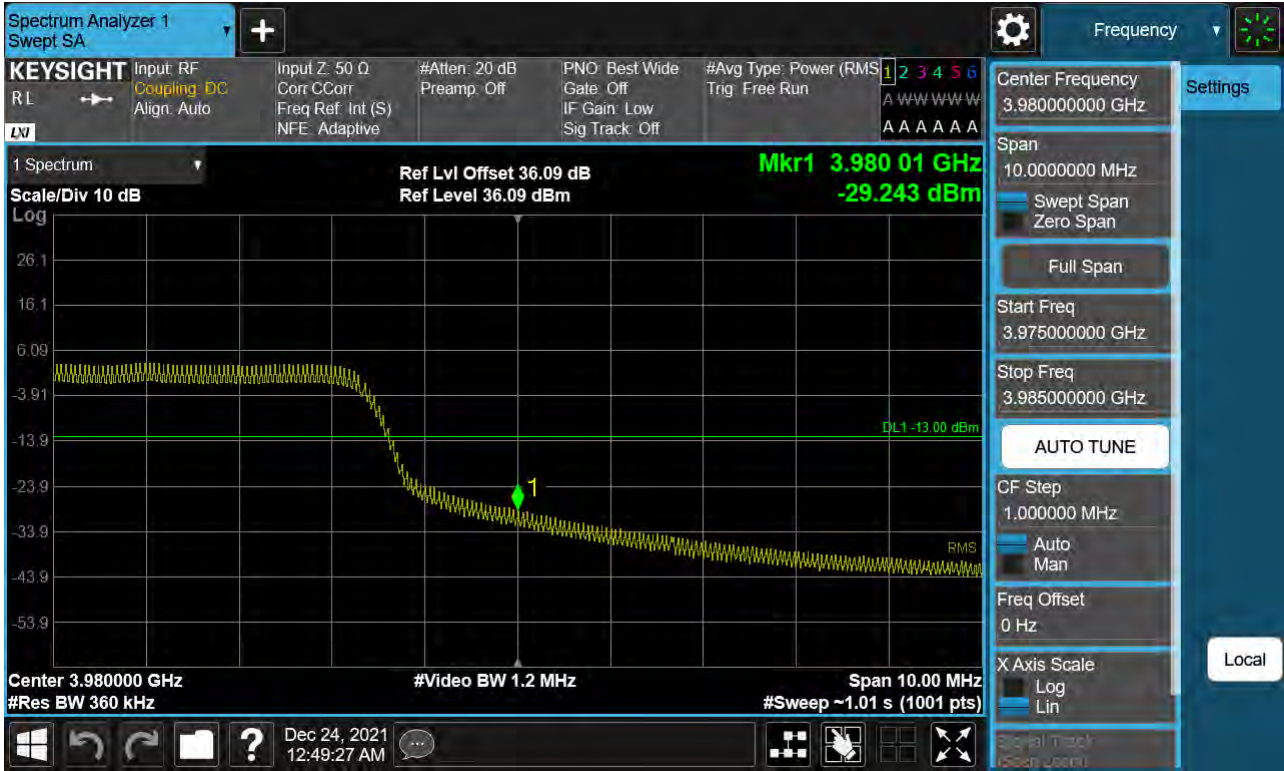 Spectrum Analyzer 1
Swept SA
Frequency
KEYSIGHT
R L
LXI
Input: RF
Coupling: DC
Align: Auto
Input Z: 50 Ω
Corr CCorr
Freq Ref: Int (S)
NFE: Adaptive
#Atten: 20 dB
Preamp: Off
PNO: Best Wide
Gate: Off
IF Gain: Low
Sig Track: Off
#Avg Type: Power (RMS
Trig: Free Run
1 2 3 4 5 6
A W W W W W
A A A A A A
1 Spectrum
Scale/Div 10 dB
Ref Lvl Offset 36.09 dB
Ref Level 36.09 dBm
Mkr1 3.980 01 GHz
-29.243 dBm
Log
26.1
16.1
6.09
-3.91
-13.9
-23.9
-33.9
-43.9
-53.9
DL1 -13.00 dBm
1
RMS
Center 3.980000 GHz
#Res BW 360 kHz
#Video BW 1.2 MHz
Span 10.00 MHz
#Sweep ~1.01 s (1001 pts)
Center Frequency
3.980000000 GHz
Span
10.0000000 MHz
Swept Span
Zero Span
Full Span
Start Freq
3.975000000 GHz
Stop Freq
3.985000000 GHz
AUTO TUNE
CF Step
1.000000 MHz
Auto
Man
Freq Offset
0 Hz
X Axis Scale
Log
Lin
Signal Track
(Span Zoom)
Settings
Local
?
Dec 24, 2021
12:49:27 AM